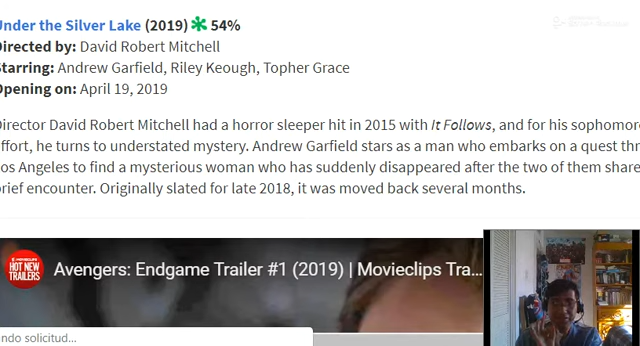 Under the Silver Lake (2019) 54%
Directed by: David Robert Mitchell
Starring: Andrew Garfield, Riley Keough, Topher Grace
Opening on: April 19, 2019
Director David Robert Mitchell had a horror sleeper hit in 2015 with It Follows, and for his sophomore
ffort, he turns to understated mystery. Andrew Garfield stars as a man who embarks on a quest thr
os Angeles to find a mysterious woman who has suddenly disappeared after the two of them share
brief encounter. Originally slated for late 2018, it was moved back several months.
MOVIECLIPS
HOT NEW
TRAILERS
Avengers: Endgame Trailer #1 (2019) | Movieclips Tra...
ndo solicitud...